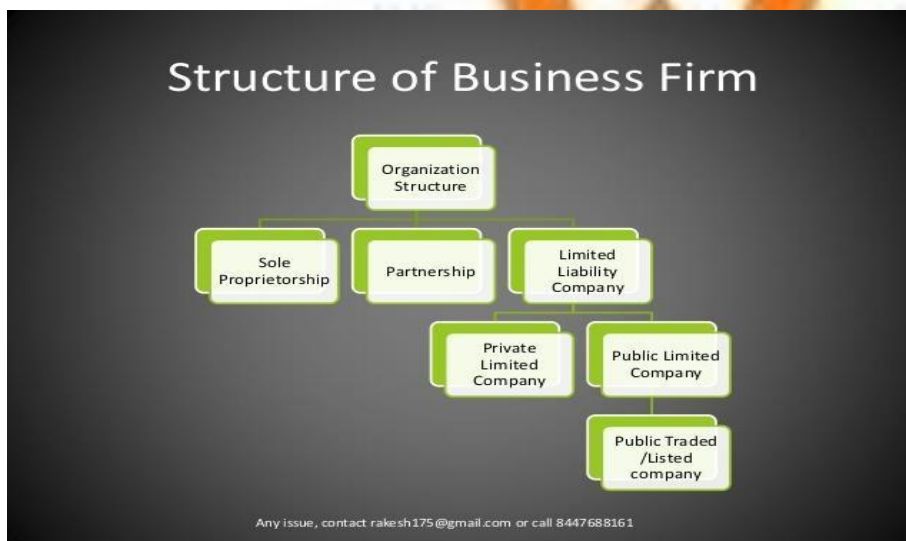 Structure of Business Firm
Organization
Structure
Sole
Proprietorship
Partnership
Limited
Liability
Company
Private
Limited
Company
Public Limited
Company
Public Traded
/Listed
company
Any issue, contact rakesh175@gmail.com or call 8447688161